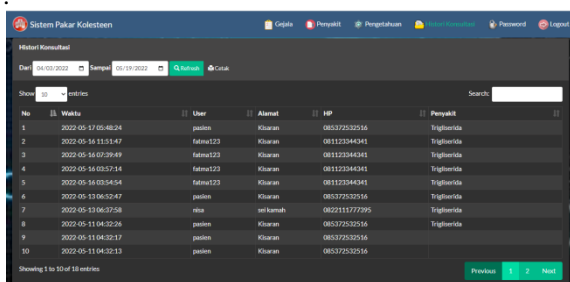 Sistem Pakar Kolesteen Gejala Penyakit Pengetahuan Histori Konsultasi Password Logout
Histori Konsultasi
Dari 04/03/2022 Sampai 05/19/2022 Refresh Cetak
Show 10 entries Search:
No Waktu User Alamat HP Penyakit
1 2022-05-17 05:48:24 pasien Kisaran 085372532516 Trigliserida
2 2022-05-16 11:51:47 fatma123 Kisaran 081123344341 Trigliserida
3 2022-05-16 07:39:49 fatma123 Kisaran 081123344341 Trigliserida
4 2022-05-16 03:57:14 fatma123 Kisaran 081123344341 Trigliserida
5 2022-05-16 03:54:54 fatma123 Kisaran 081123344341 Trigliserida
6 2022-05-13 06:52:47 pasien Kisaran 085372532516 Trigliserida
7 2022-05-13 06:37:58 nisa sei kamah 0822111777295 Trigliserida
8 2022-05-11 04:32:26 pasien Kisaran 085372532516 Trigliserida
9 2022-05-11 04:32:17 pasien Kisaran 085372532516
10 2022-05-11 04:32:13 pasien Kisaran 085372532516
Showing 1 to 10 of 18 entries Previous 1 2 Next